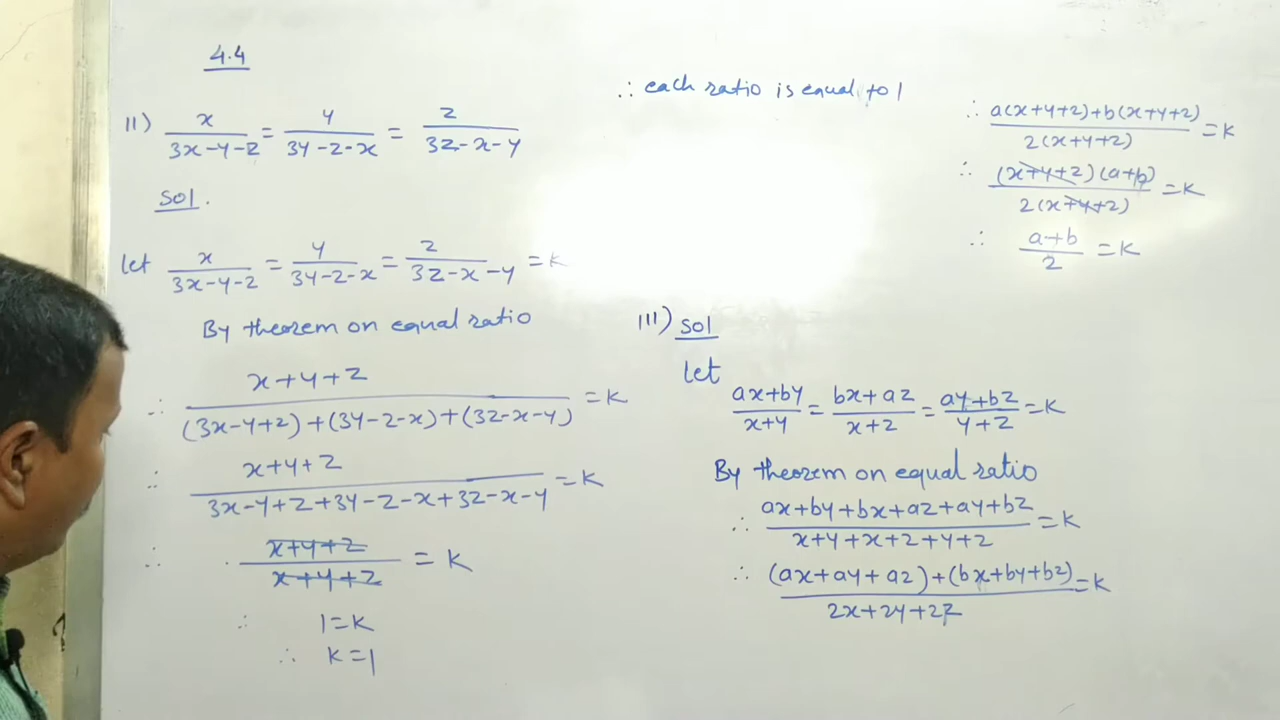 4.4
11) x/(3x-y-z) = y/(3y-z-x) = z/(3z-x-y)
Sol.
Let x/(3x-y-z) = y/(3y-z-x) = z/(3z-x-y) = k
By theorem on equal ratio
∴ (x+y+z)/((3x-y+z)+(3y-z-x)+(3z-x-y)) = k
∴ (x+y+z)/(3x-y+z+3y-z-x+3z-x-y) = k
∴ (x+y+z)/(x+y+z) = k
∴ 1=k
∴ k=1
∴ each ratio is equal to 1
111) Sol
Let
(ax+by)/(x+y) = (bx+az)/(x+z) = (ay+bz)/(y+z) = k
By theorem on equal ratio
∴ (ax+by+bx+az+ay+bz)/(x+y+x+z+y+z) = k
∴ ((ax+ay+az)+(bx+by+bz))/(2x+2y+2z) = k
∴ (a(x+y+z)+b(x+y+z))/(2(x+y+z)) = k
∴ ((x+y+z)(a+b))/(2(x+y+z)) = k
∴ (a+b)/2 = k